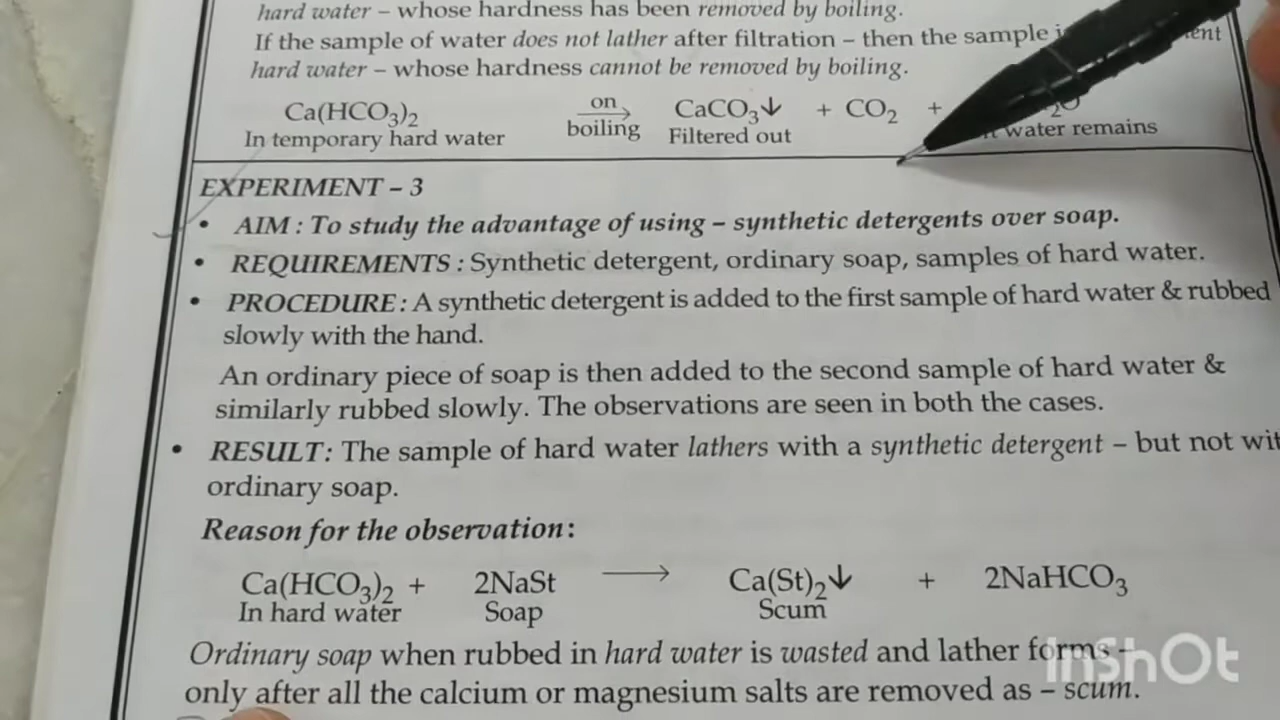 hard water – whose hardness has been removed by boiling.
If the sample of water does not lather after filtration – then the sample
hard water – whose hardness cannot be removed by boiling.
Ca(HCO₃)₂ on boiling → CaCO₃↓ + CO₂ +
In temporary hard water Filtered out water remains
EXPERIMENT – 3
• AIM : To study the advantage of using – synthetic detergents over soap.
• REQUIREMENTS : Synthetic detergent, ordinary soap, samples of hard water.
• PROCEDURE : A synthetic detergent is added to the first sample of hard water & rubbed
slowly with the hand.
An ordinary piece of soap is then added to the second sample of hard water &
similarly rubbed slowly. The observations are seen in both the cases.
• RESULT : The sample of hard water lathers with a synthetic detergent – but not
ordinary soap.
Reason for the observation :
Ca(HCO₃)₂ + 2NaSt ⟶ Ca(St)₂↓ + 2NaHCO₃
In hard water Soap Scum
Ordinary soap when rubbed in hard water is wasted and lather forms –
only after all the calcium or magnesium salts are removed as – scum.
InShOt